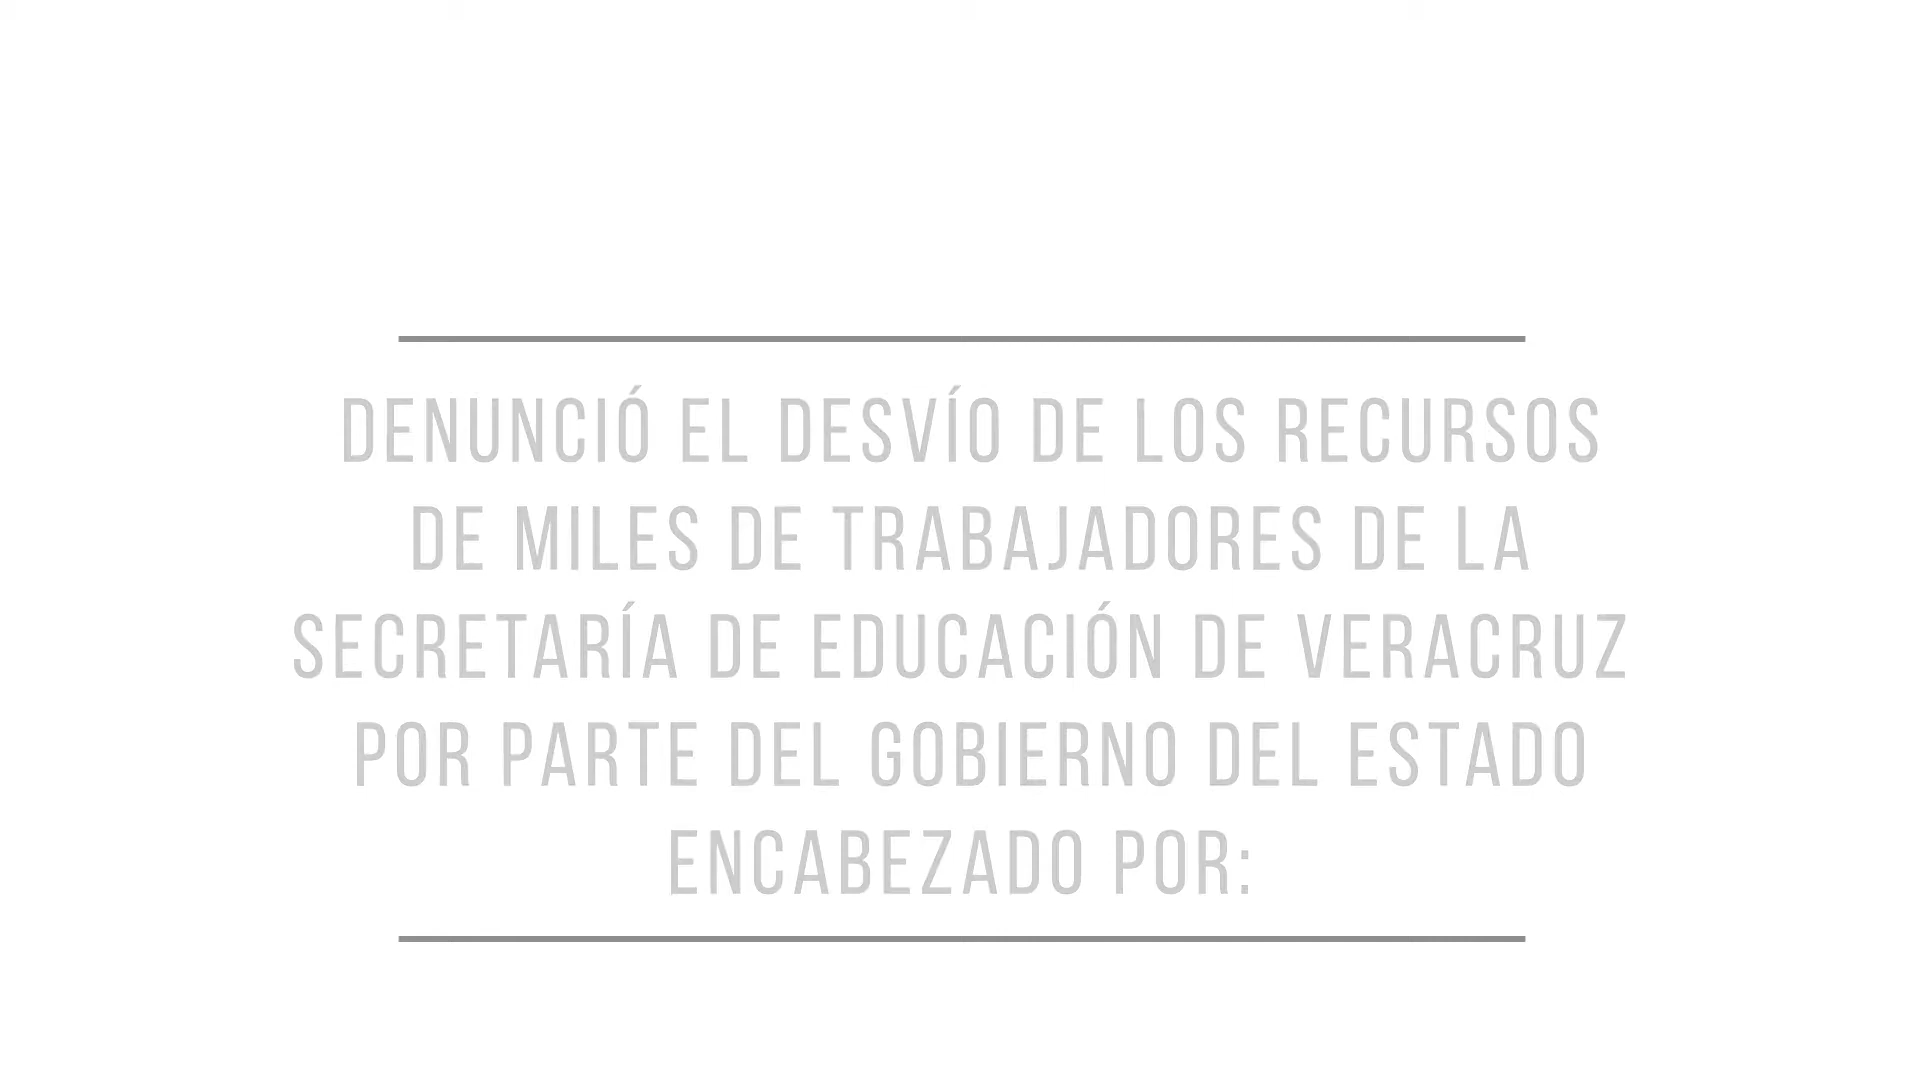 DENUNCIÓ EL DESVÍO DE LOS RECURSOS
DE MILES DE TRABAJADORES DE LA
SECRETARÍA DE EDUCACIÓN DE VERACRUZ
POR PARTE DEL GOBIERNO DEL ESTADO
ENCABEZADO POR: